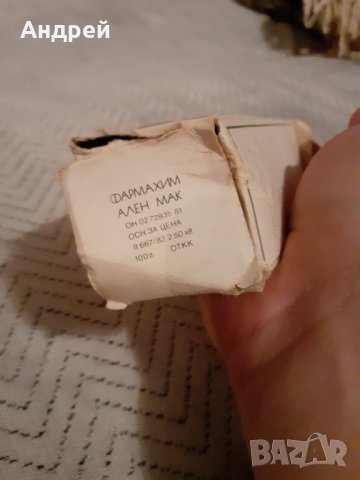 Андрей
ФАРМАХИМ
АЛЕН МАК
ОН 02-72935 81
ОСН. ЗА ЦЕНА
II 667/82 2.50 лв
100 г ОТКК
BAZAR